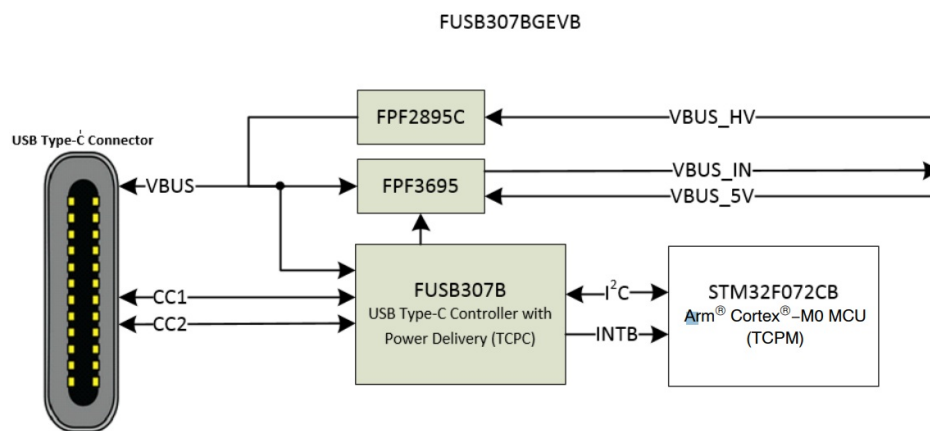 FUSB307BGEVB
FPF2895C
VBUS_HV
USB Type-C Connector
VBUS
FPF3695
VBUS_IN
VBUS_5V
FUSB307B
USB Type-C Controller with
Power Delivery (TCPC)
CC1
CC2
I²C
INTB
STM32F072CB
Arm® Cortex®-M0 MCU
(TCPM)